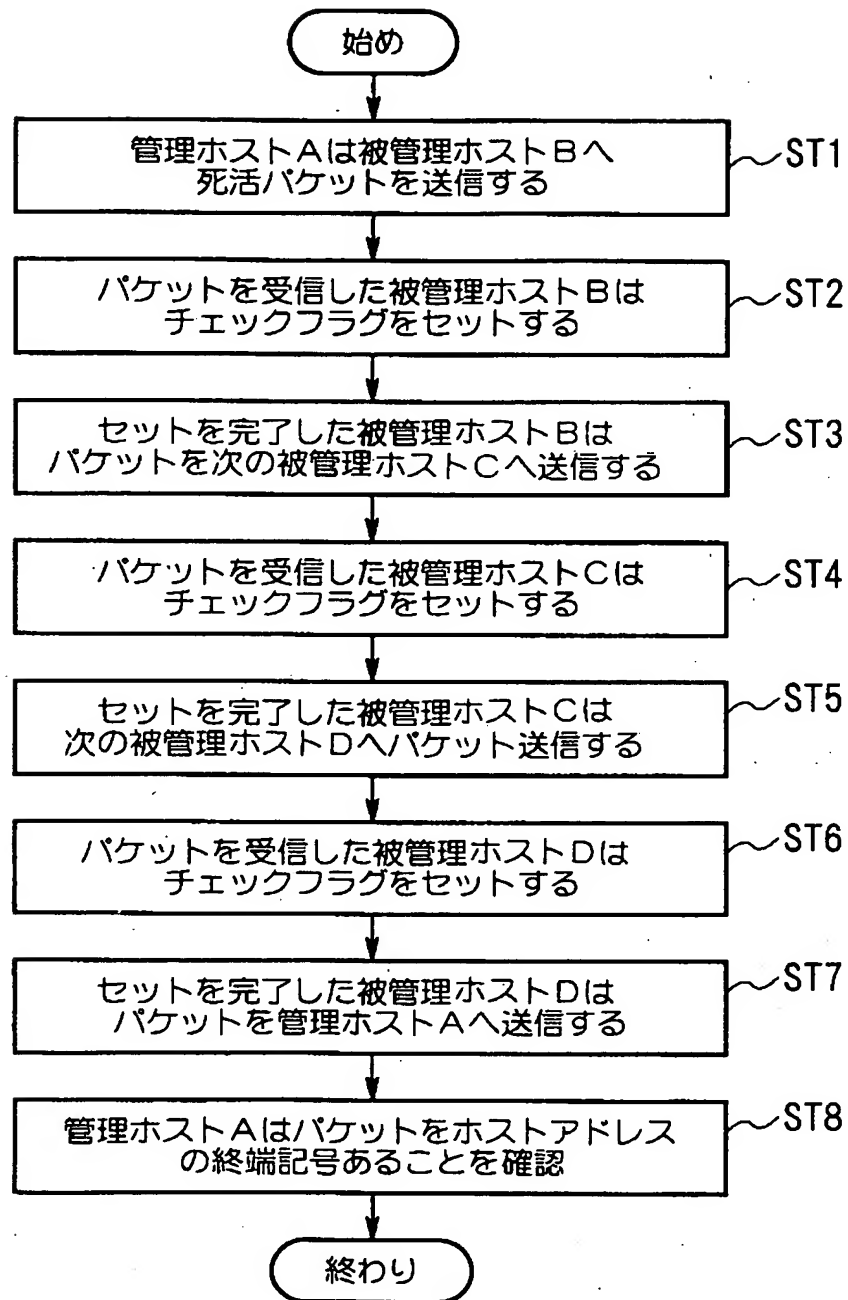 始め
管理ホストAは被管理ホストBへ
死活パケットを送信する
ST1
パケットを受信した被管理ホストBは
チェックフラグをセットする
ST2
セットを完了した被管理ホストBは
パケットを次の被管理ホストCへ送信する
ST3
パケットを受信した被管理ホストCは
チェックフラグをセットする
ST4
セットを完了した被管理ホストCは
次の被管理ホストDへパケット送信する
ST5
パケットを受信した被管理ホストDは
チェックフラグをセットする
ST6
セットを完了した被管理ホストDは
パケットを管理ホストAへ送信する
ST7
管理ホストAはパケットをホストアドレス
の終端記号あることを確認
ST8
終わり